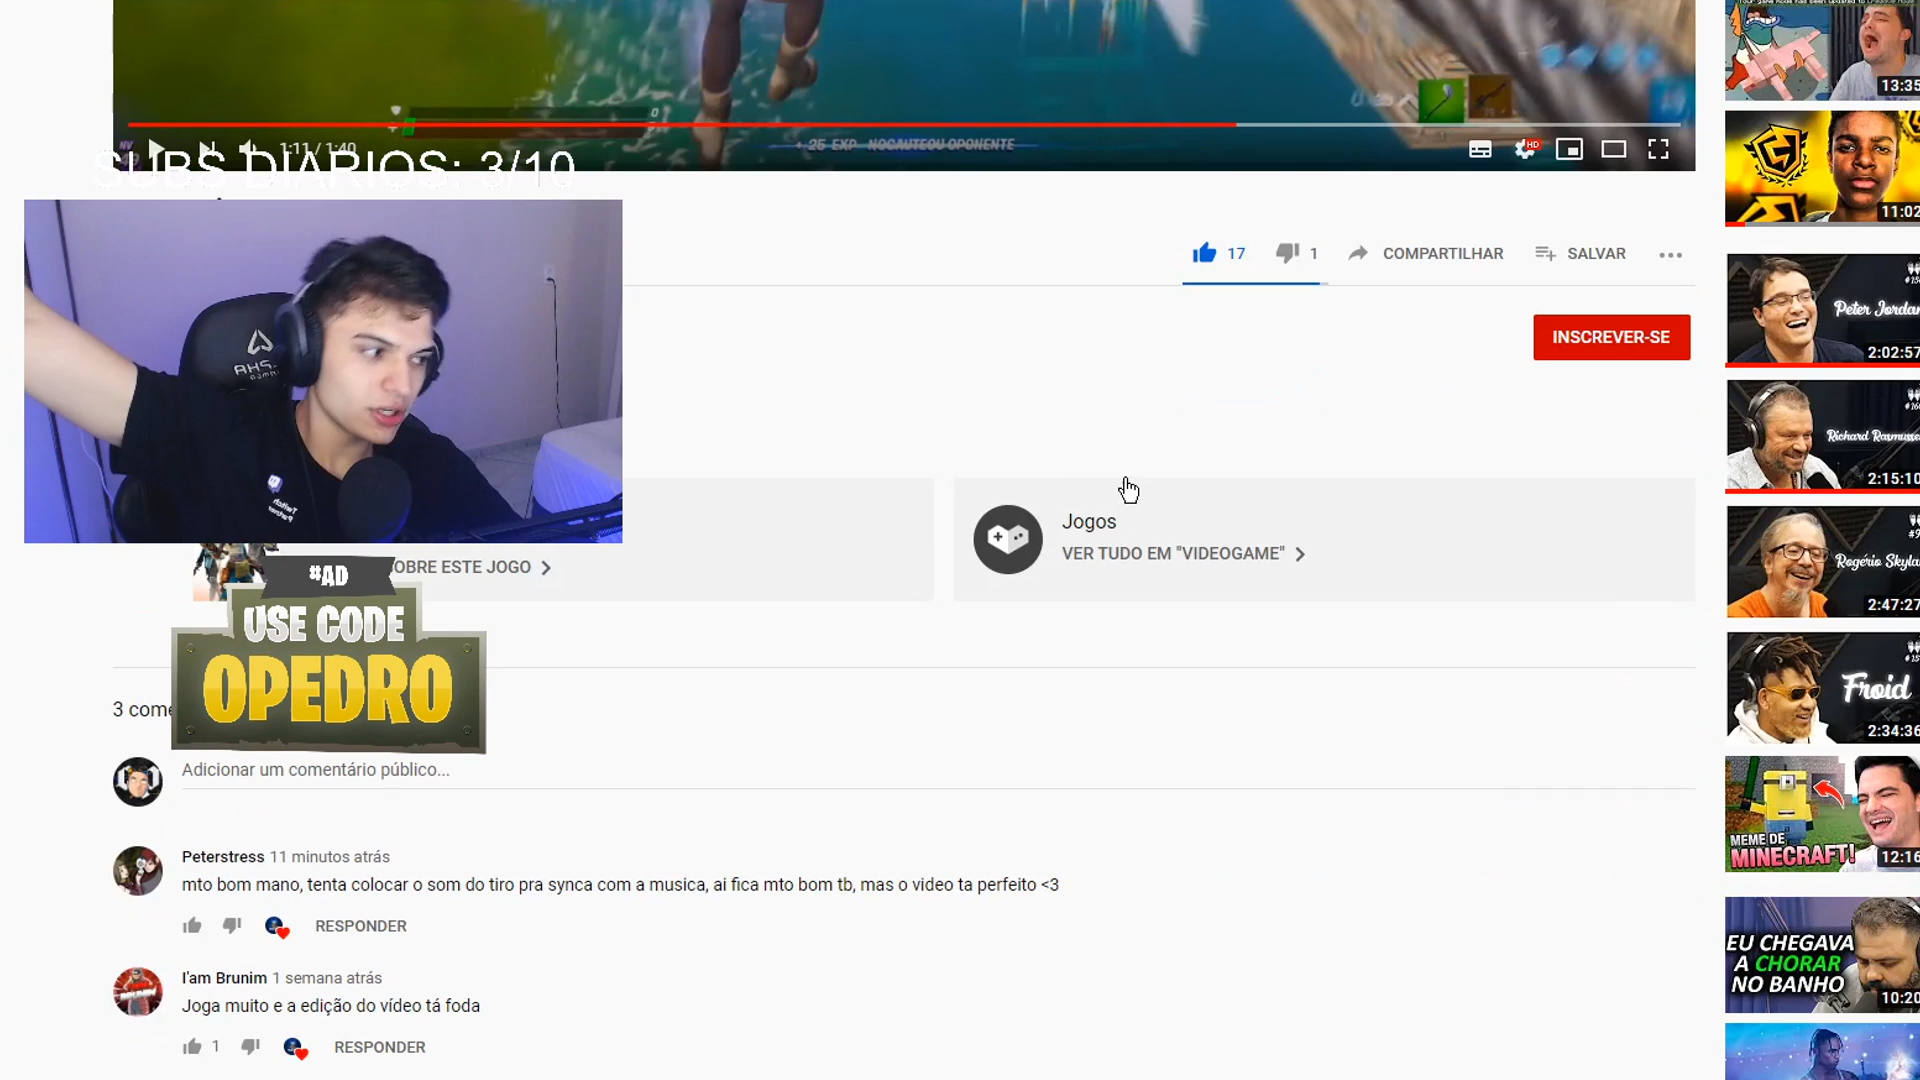 13:35
1:11 / 1:40
+ 25 EXP NOCAUTEOU OPONENTE
HD
SUBS DIARIOS: 3/10
11:02
17
1
COMPARTILHAR
SALVAR
INSCREVER-SE
Peter Jordan
2:02:57
Richard Rasmusse
2:15:10
Jogos
VER TUDO EM "VIDEOGAME"
OBRE ESTE JOGO
#AD
USE CODE
OPEDRO
Rogério Skyla
2:47:27
3 come
Froid
2:34:36
Adicionar um comentário público...
MEME DE
MINECRAFT!
12:16
Peterstress 11 minutos atrás
mto bom mano, tenta colocar o som do tiro pra synca com a musica, ai fica mto bom tb, mas o video ta perfeito <3
RESPONDER
EU CHEGAVA
A CHORAR
NO BANHO
10:20
I'am Brunim 1 semana atrás
Joga muito e a edição do vídeo tá foda
1
RESPONDER